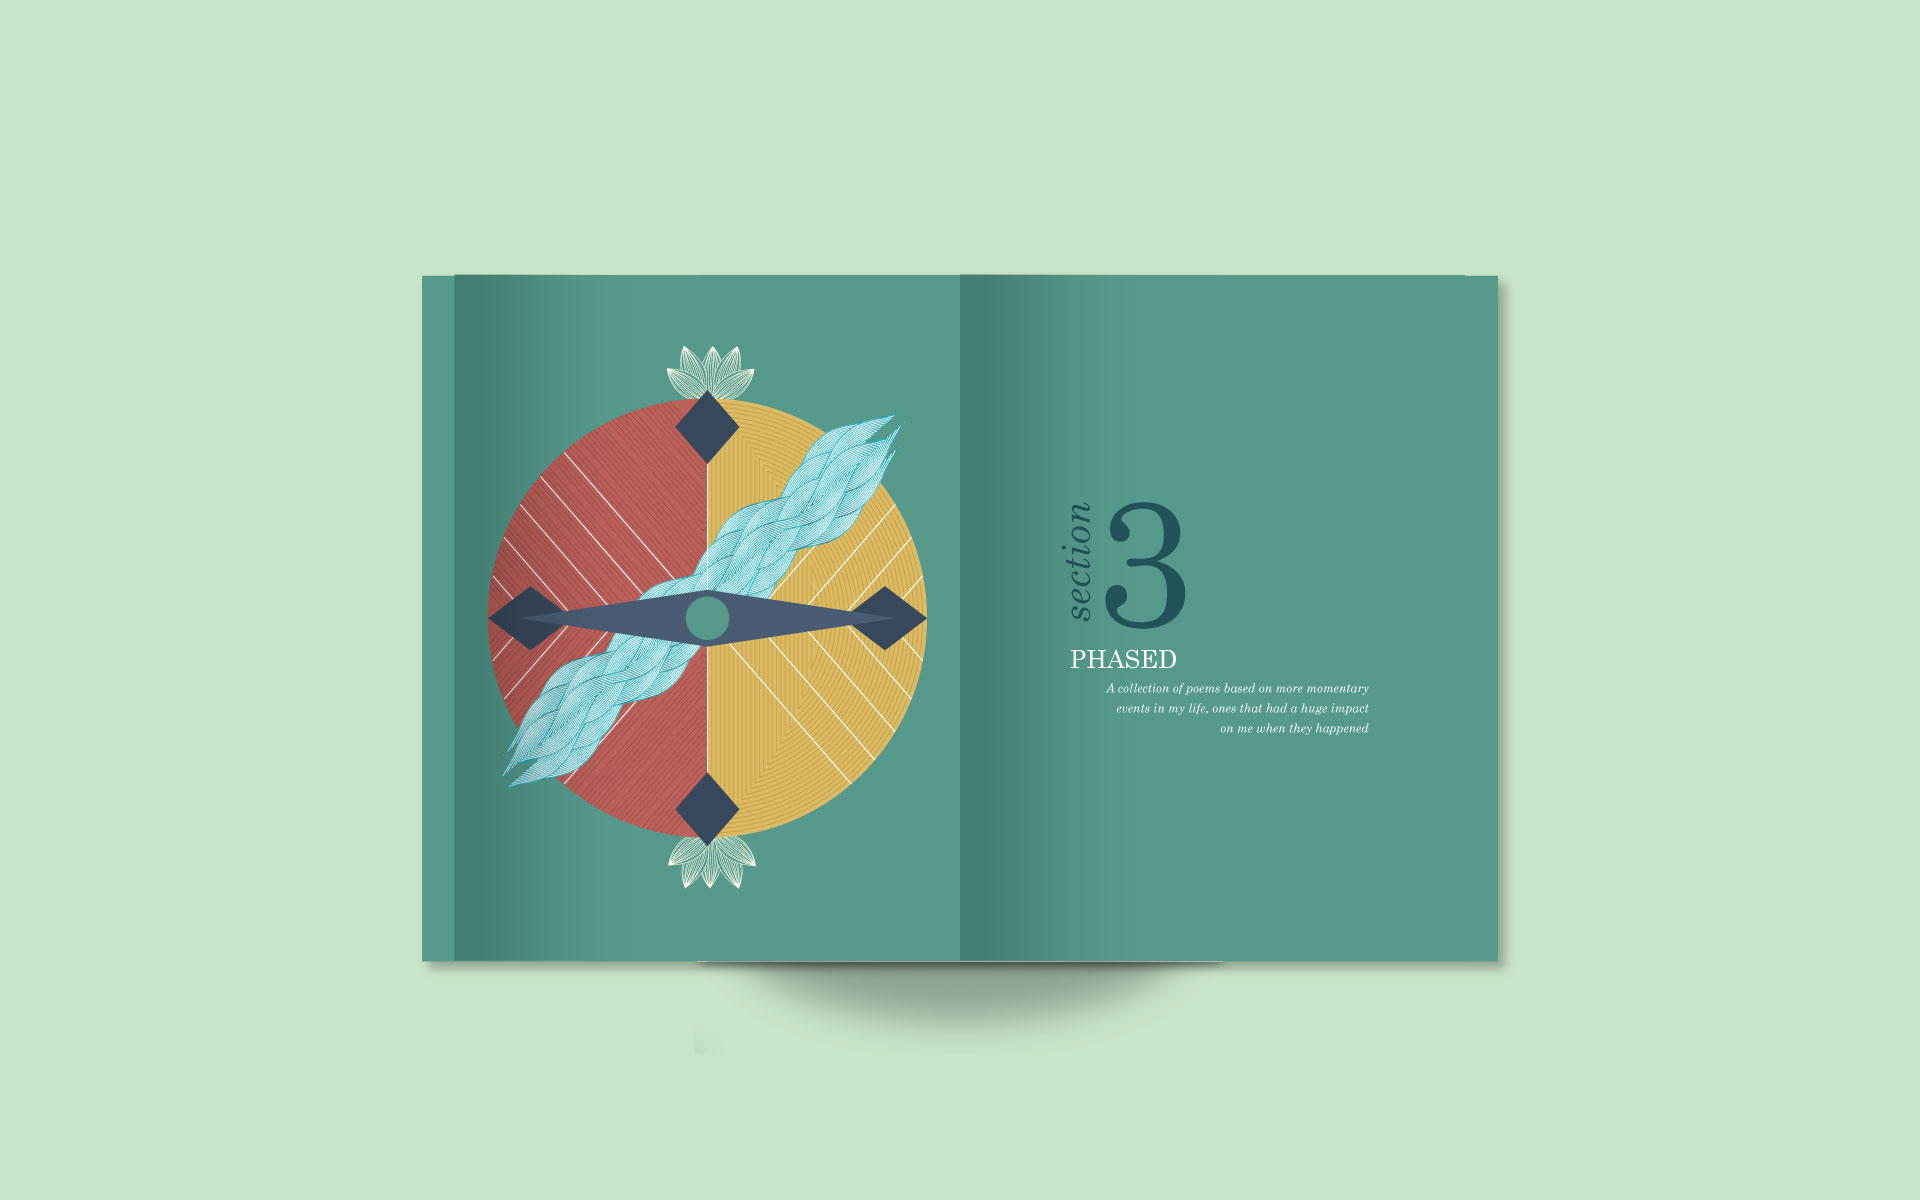 section
3
PHASED
A collection of poems based on more momentary
events in my life, ones that had a huge impact
on me when they happened